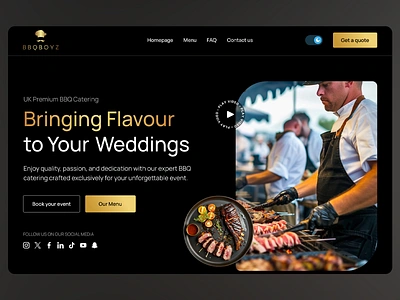 BBQBOYZ
Homepage Menu FAQ Contact us
Get a quote
UK Premium BBQ Catering
Bringing Flavour
to Your Weddings
PLAY VIDEO
Enjoy quality, passion, and dedication with our expert BBQ
catering crafted exclusively for your unforgettable event.
Book your event
Our Menu
FOLLOW US ON OUR SOCIAL MEDIA